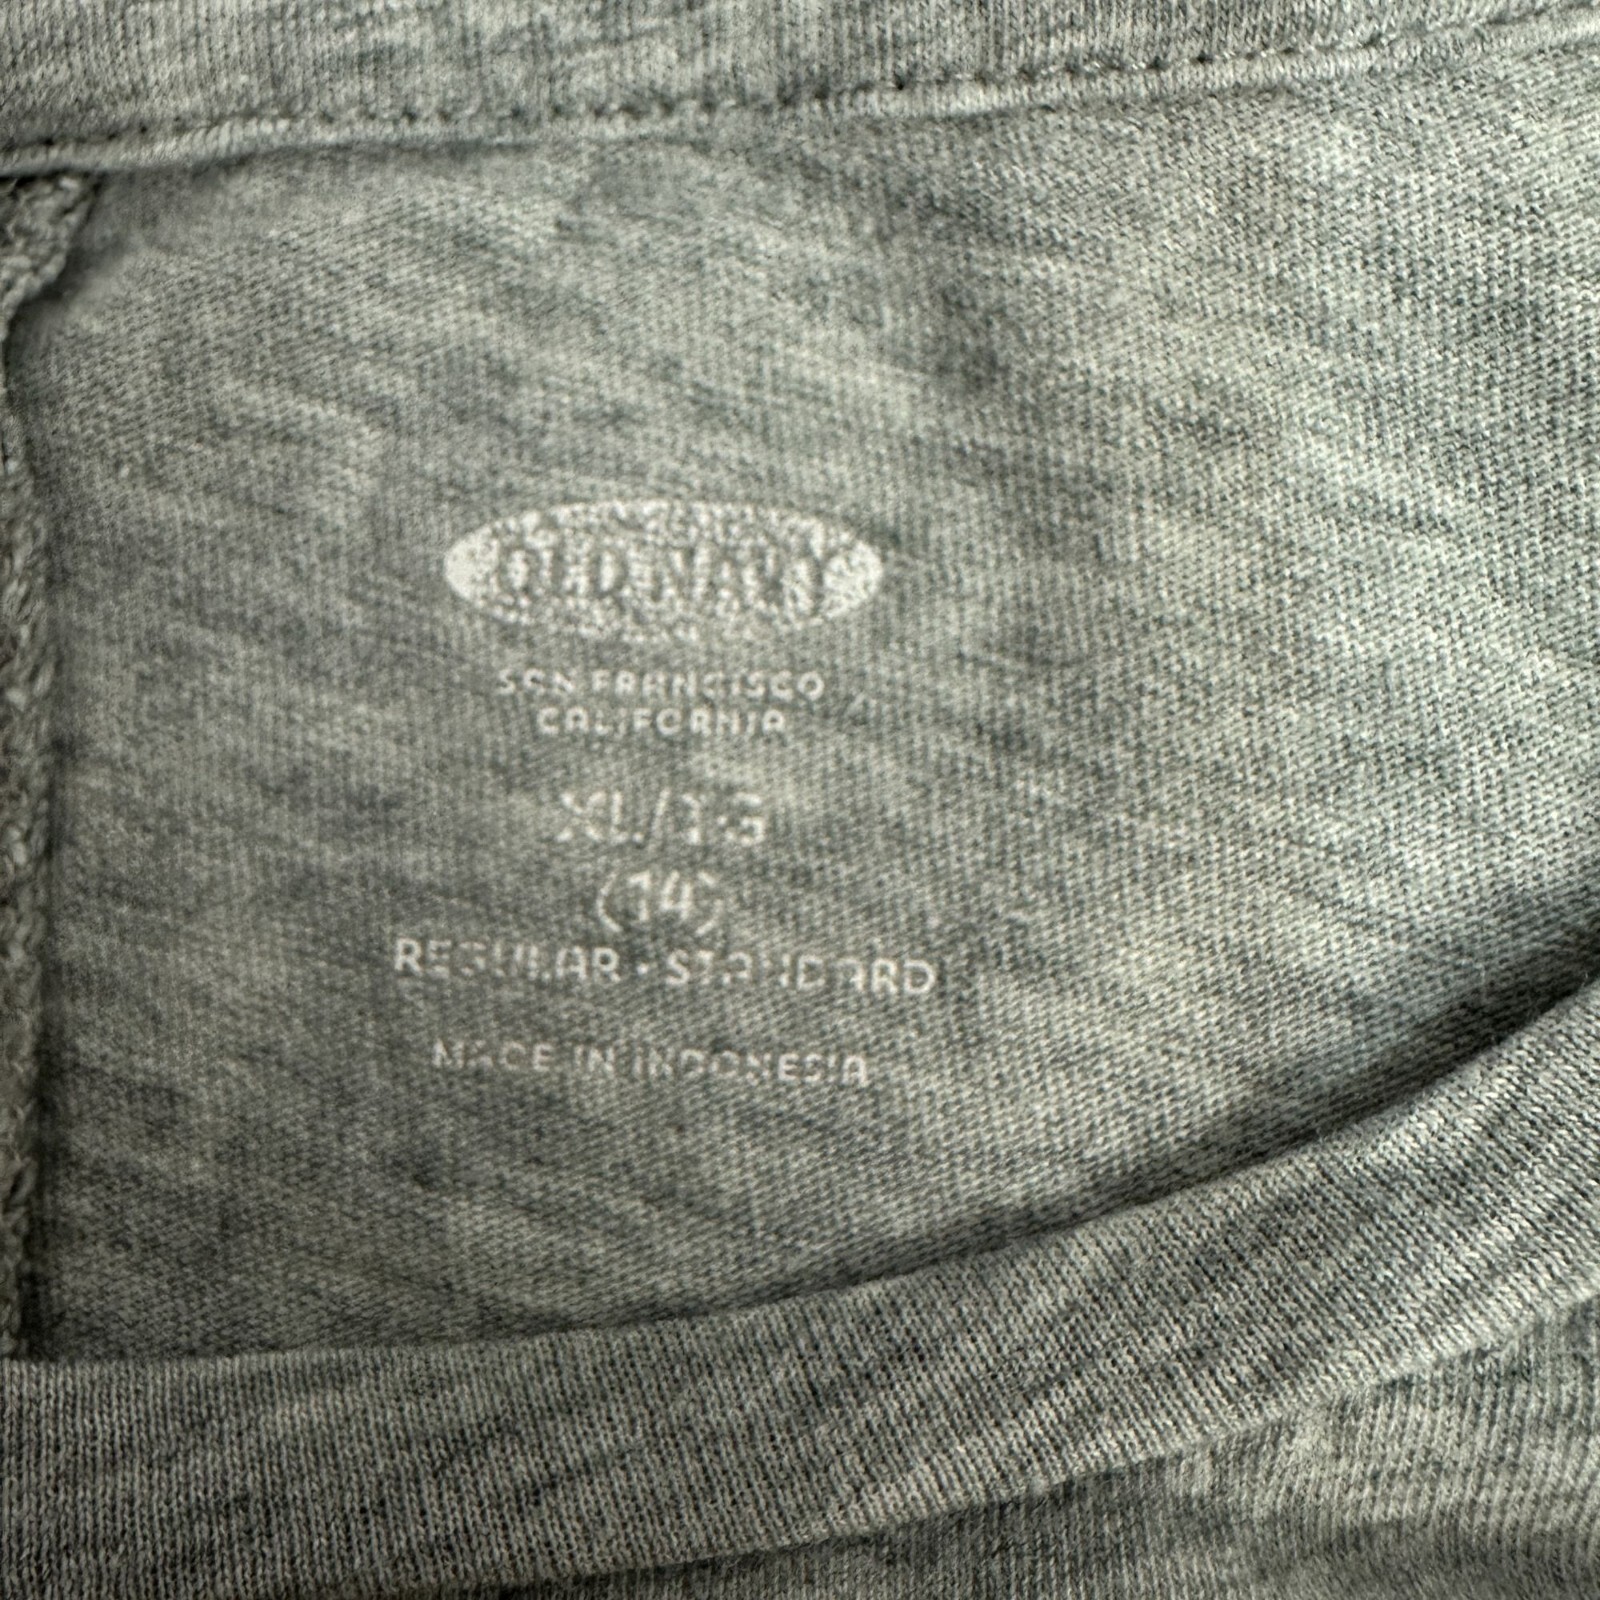 OLD NAVY
SAN FRANCISCO
CALIFORNIA
XL/TG
(14)
REGULAR • STANDARD
MADE IN INDONESIA